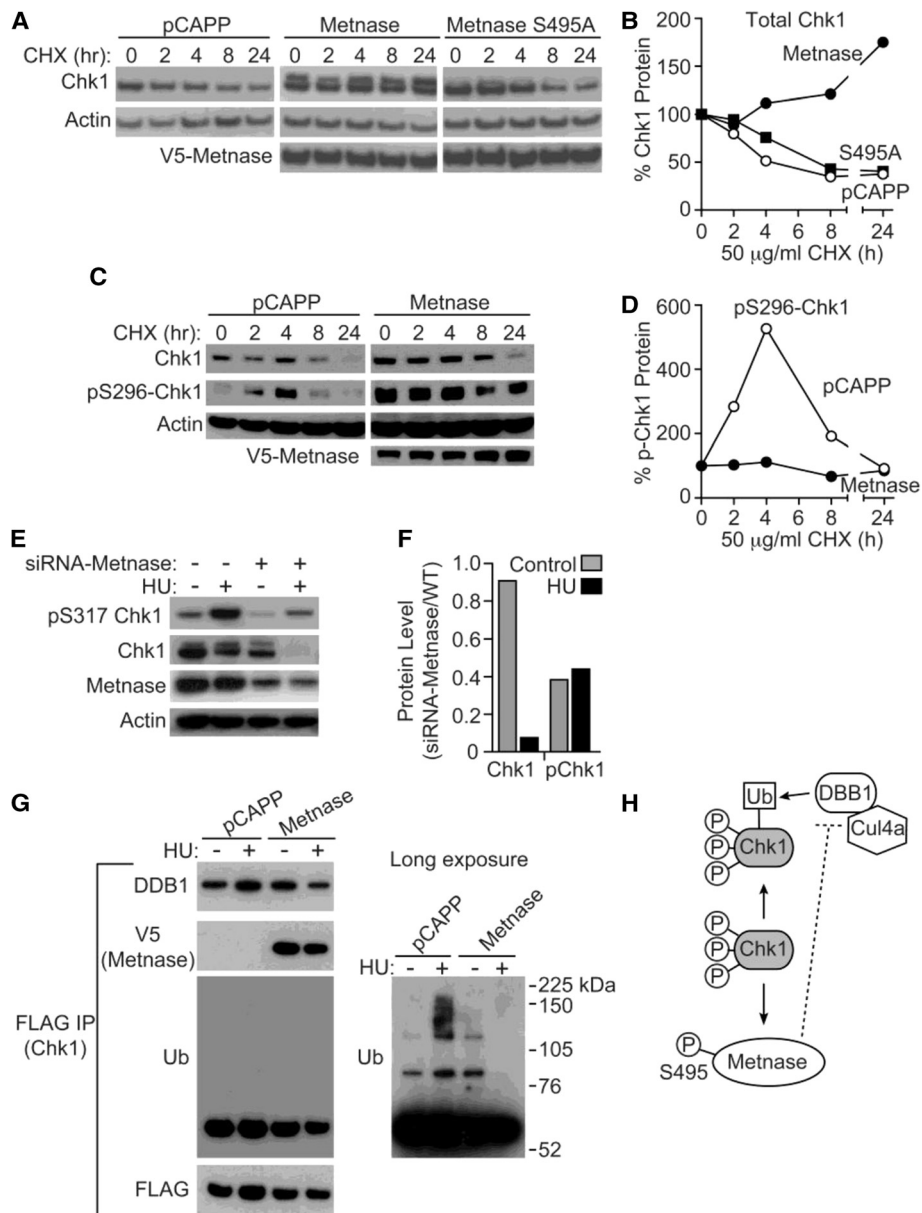 A
pCAPP
Metnase
Metnase S495A
CHX (hr): 0 2 4 8 24 0 2 4 8 24 0 2 4 8 24
Chk1
Actin
V5-Metnase
B
Total Chk1
Metnase
S495A
pCAPP
% Chk1 Protein
200
150
100
50
0
0 2 4 8 24
50 µg/ml CHX (h)
C
pCAPP
Metnase
CHX (hr): 0 2 4 8 24 0 2 4 8 24
Chk1
pS296-Chk1
Actin
V5-Metnase
D
pS296-Chk1
pCAPP
Metnase
% p-Chk1 Protein
600
400
200
0
0 2 4 8 24
50 µg/ml CHX (h)
E
siRNA-Metnase: - - + +
HU: - + - +
pS317 Chk1
Chk1
Metnase
Actin
F
Control
HU
Protein Level
(siRNA-Metnase/WT)
1.0
0.8
0.6
0.4
0.2
0
Chk1 pChk1
G
pCAPP Metnase
HU: - + - +
DDB1
V5
(Metnase)
FLAG IP
(Chk1)
Ub
FLAG
Long exposure
pCAPP Metnase
HU: - + - +
-225 kDa
-150
-105
-76
-52
Ub
H
Ub
DBB1
Cul4a
P
P
P
Chk1
P
P
P
Chk1
P
S495
Metnase